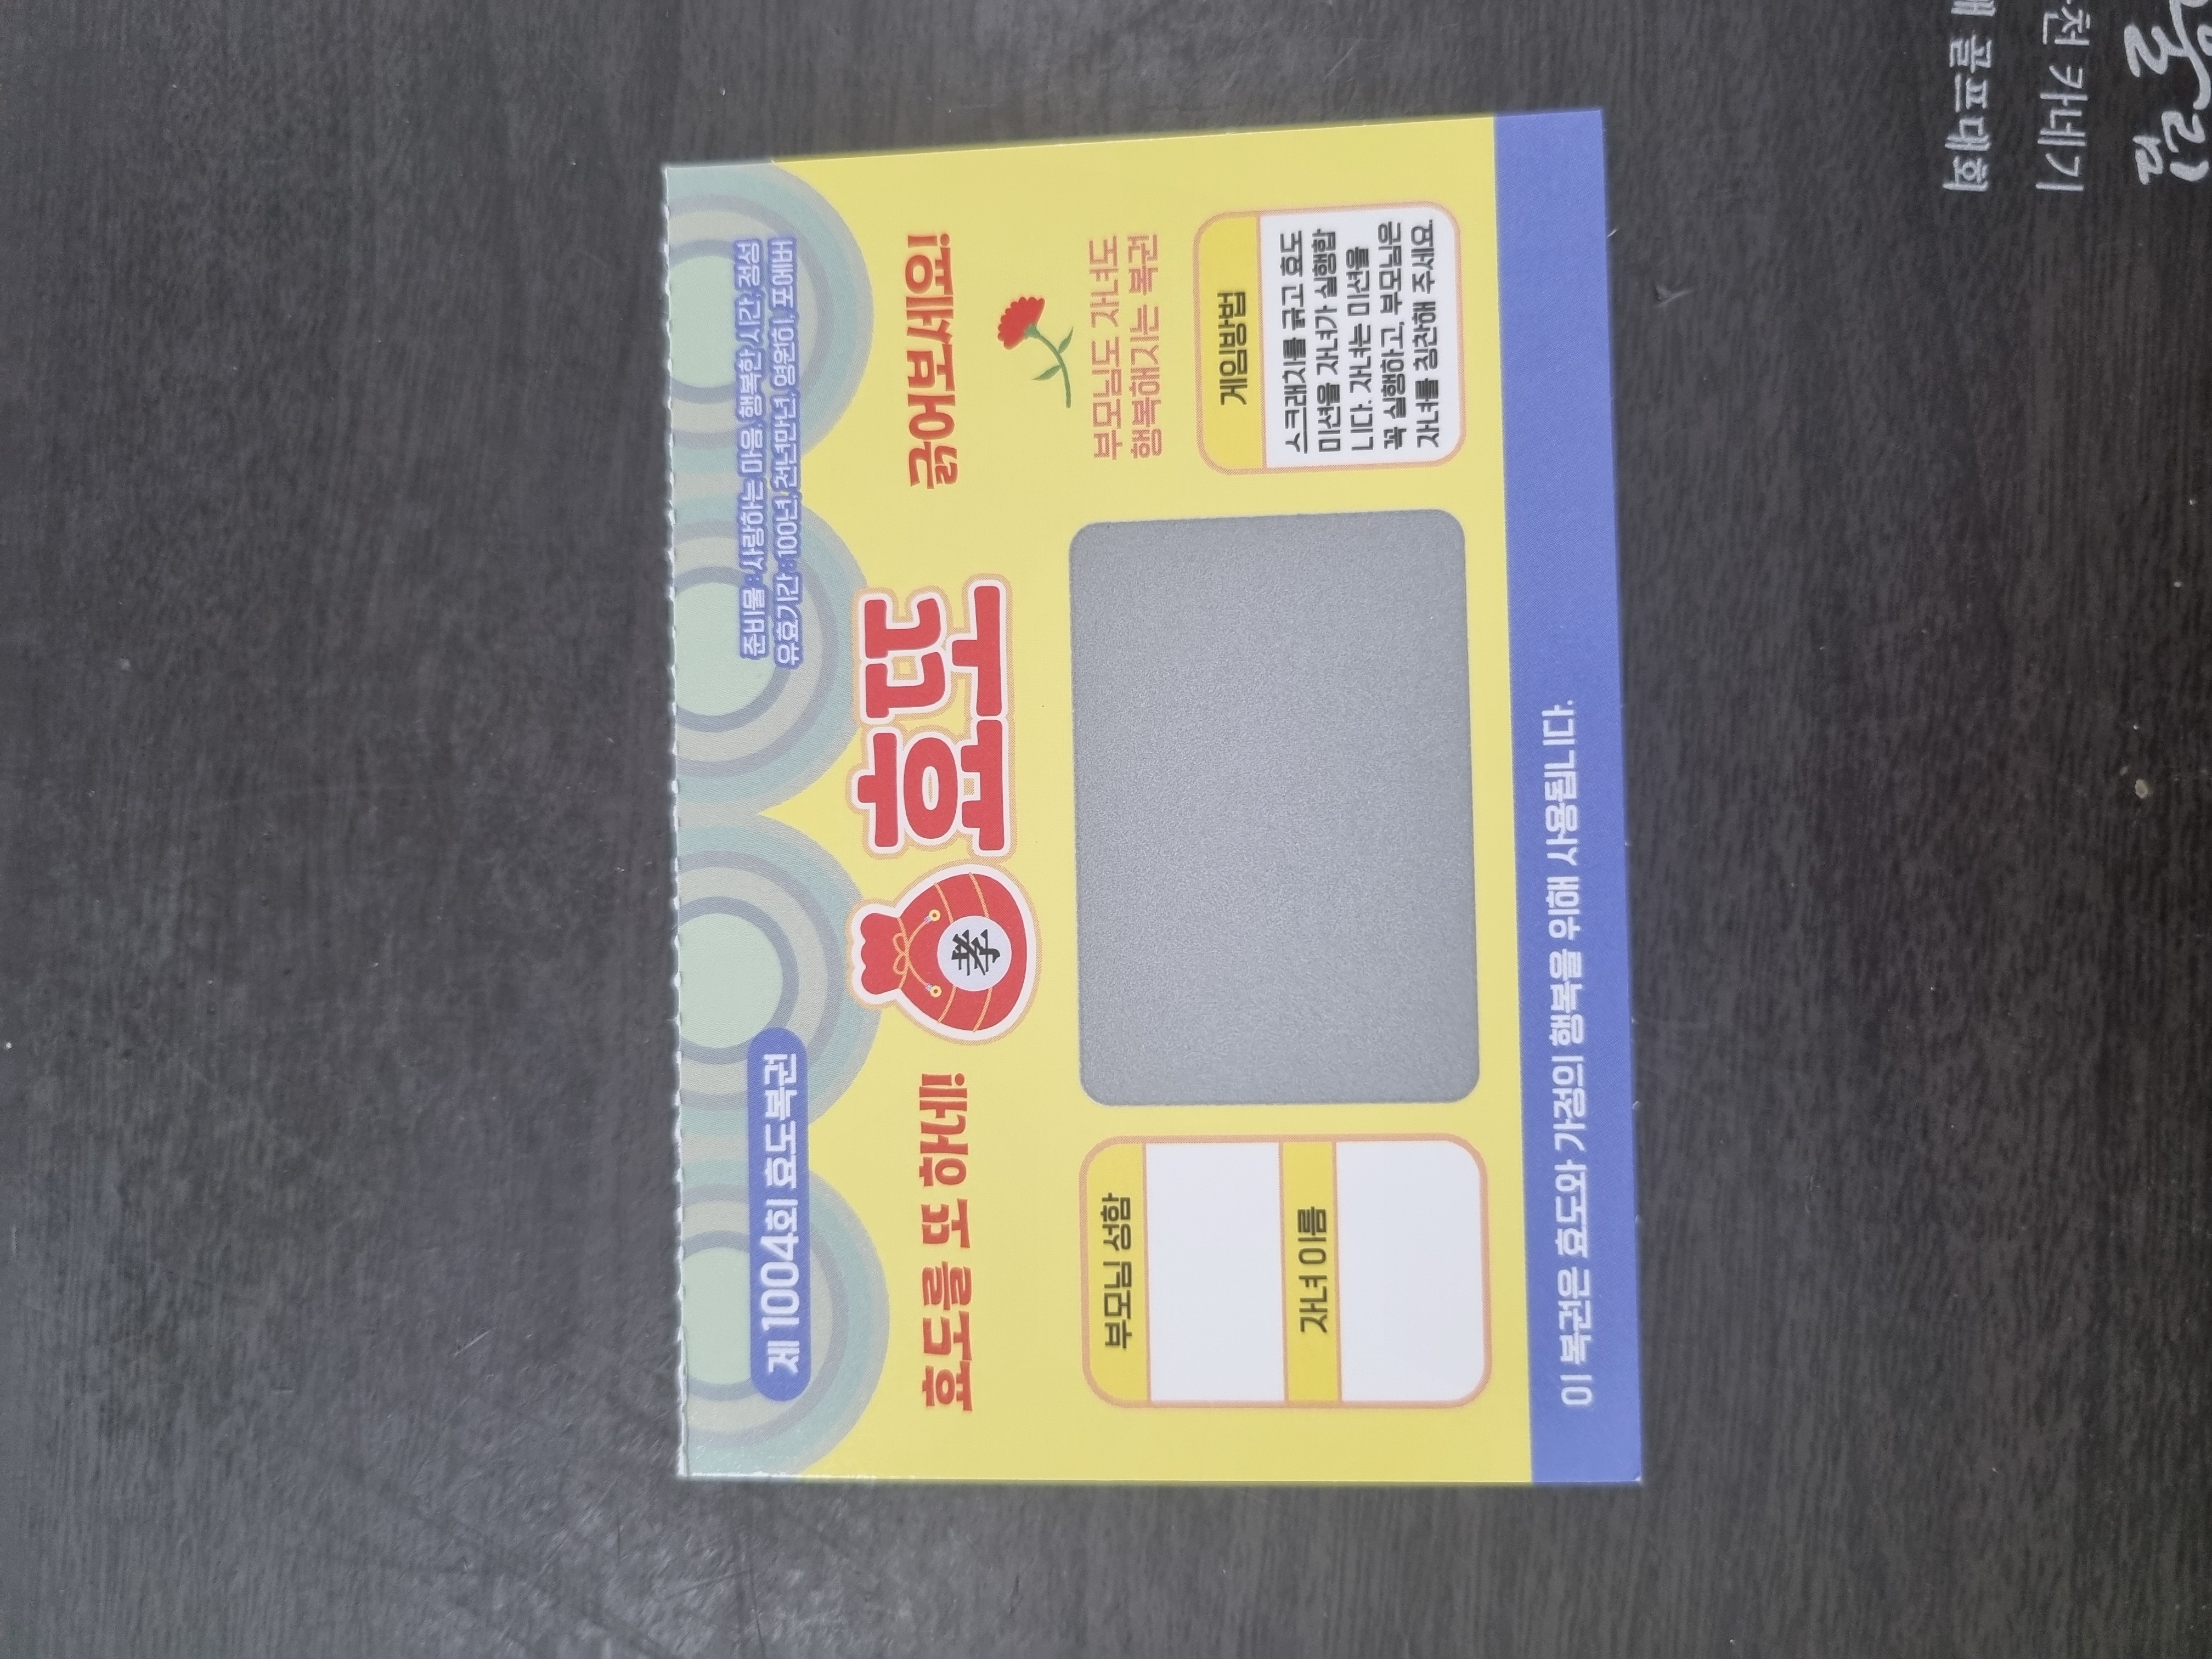 제 1004회 효도복권
준비물 : 사랑하는 마음, 행복한 시간, 정성
유효기간 : 100년, 천년만년, 영원히, 포에버
효도를 또 하네!
孝
효또
긁어보세요!
부모님도 자녀도
행복해지는 복권
부모님 성함
자녀 이름
게임방법
스크래치를 긁고 효도
미션을 자녀가 실행합
니다. 자녀는 미션을
꼭 실행하고, 부모님은
자녀를 칭찬해 주세요.
이 복권은 효도와 가정의 행복을 위해 사용됩니다.
카네기
골프대회